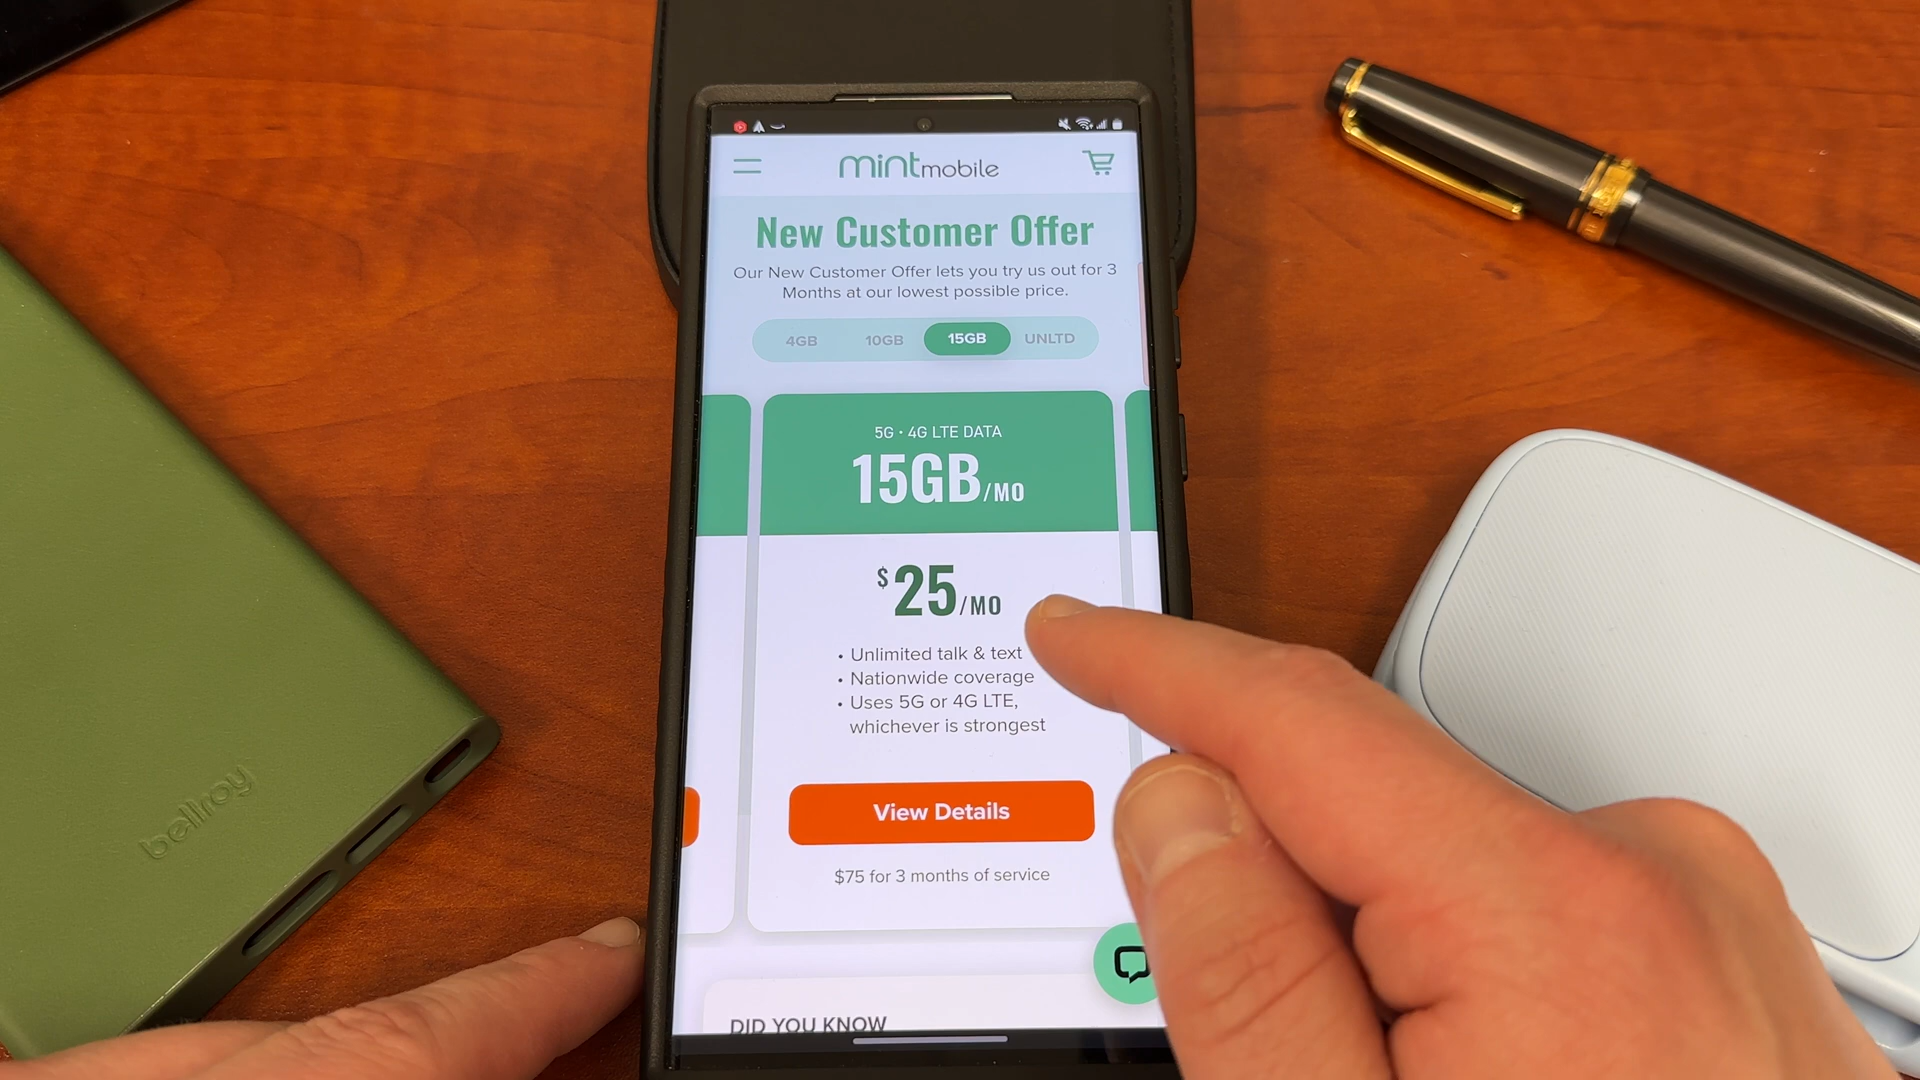 mintmobile
New Customer Offer
Our New Customer Offer lets you try us out for 3
Months at our lowest possible price.
4GB 10GB 15GB UNLTD
5G · 4G LTE DATA
15GB/MO
$25/MO
• Unlimited talk & text
• Nationwide coverage
• Uses 5G or 4G LTE,
whichever is strongest
View Details
$75 for 3 months of service
DID YOU KNOW
bellroy